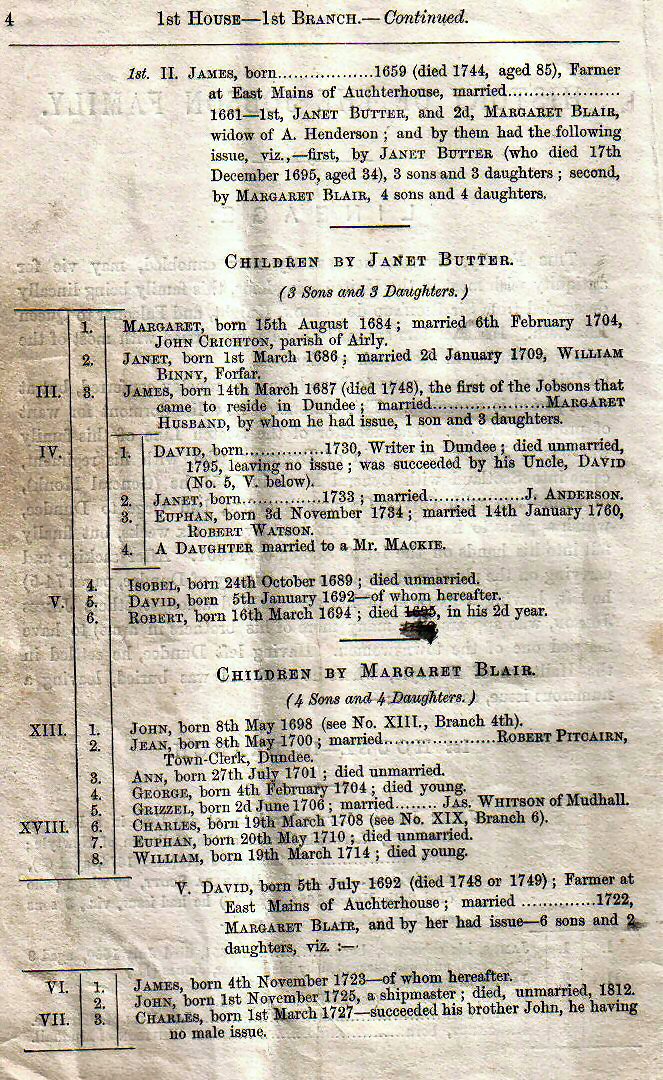 4 1st House—1st Branch.—Continued.
1st. II. James, born..................1659 (died 1744, aged 85), Farmer
at East Mains of Auchterhouse, married.....................
1661—1st, Janet Butter, and 2d, Margaret Blair,
widow of A. Henderson; and by them had the following
issue, viz.,—first, by Janet Butter (who died 17th
December 1695, aged 34), 3 sons and 3 daughters; second,
by Margaret Blair, 4 sons and 4 daughters.
Children by Janet Butter.
(3 Sons and 3 Daughters.)
1. Margaret, born 15th August 1684; married 6th February 1704,
John Crichton, parish of Airly.
2. Janet, born 1st March 1686; married 2d January 1709, William
Binny, Forfar.
III. 3. James, born 14th March 1687 (died 1748), the first of the Jobsons that
came to reside in Dundee; married.....................Margaret
Husband, by whom he had issue, 1 son and 3 daughters.
IV. 1. David, born...............1730, Writer in Dundee; died unmarried,
1795, leaving no issue; was succeeded by his Uncle, David
(No. 5, V. below).
2. Janet, born...............1733; married..................J. Anderson.
3. Euphan, born 3d November 1734; married 14th January 1760,
Robert Watson.
4. A Daughter married to a Mr. Mackie.
4. Isobel, born 24th October 1689; died unmarried.
V. 5. David, born 5th January 1692—of whom hereafter.
6. Robert, born 16th March 1694; died 1695, in his 2d year.
Children by Margaret Blair.
(4 Sons and 4 Daughters.)
XIII. 1. John, born 8th May 1698 (see No. XIII., Branch 4th).
2. Jean, born 8th May 1700; married.....................Robert Pitcairn,
Town-Clerk, Dundee.
3. Ann, born 27th July 1701; died unmarried.
4. George, born 4th February 1704; died young.
5. Grizzel, born 2d June 1706; married........ Jas. Whitson of Mudhall.
XVIII. 6. Charles, born 19th March 1708 (see No. XIX, Branch 6).
7. Euphan, born 20th May 1710; died unmarried.
8. William, born 19th March 1714; died young.
V. David, born 5th July 1692 (died 1748 or 1749); Farmer at
East Mains of Auchterhouse; married ..............1722,
Margaret Blair, and by her had issue—6 sons and 2
daughters, viz. :—
VI. 1. James, born 4th November 1723—of whom hereafter.
2. John, born 1st November 1725, a shipmaster; died, unmarried, 1812.
VII. 3. Charles, born 1st March 1727—succeeded his brother John, he having
no male issue.